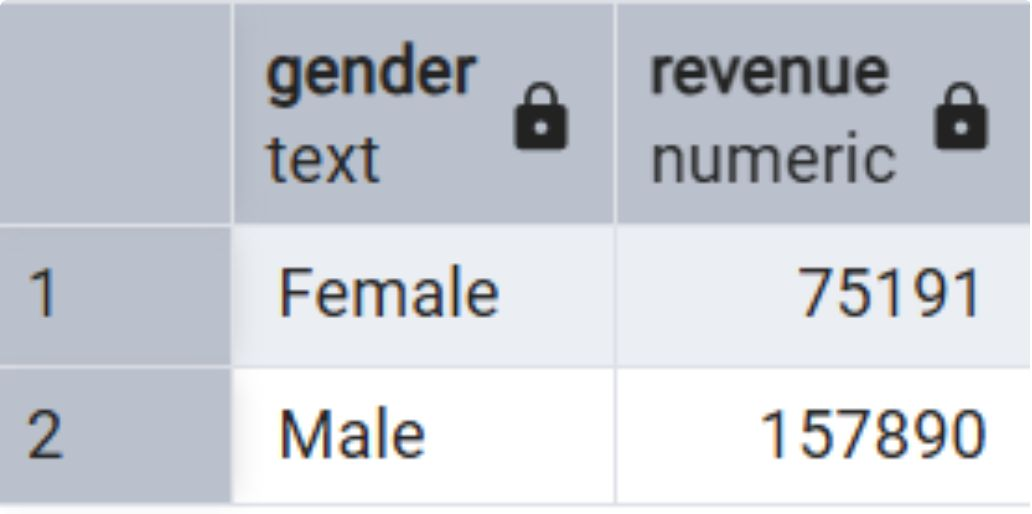 gender revenue
text numeric
1 Female 75191
2 Male 157890